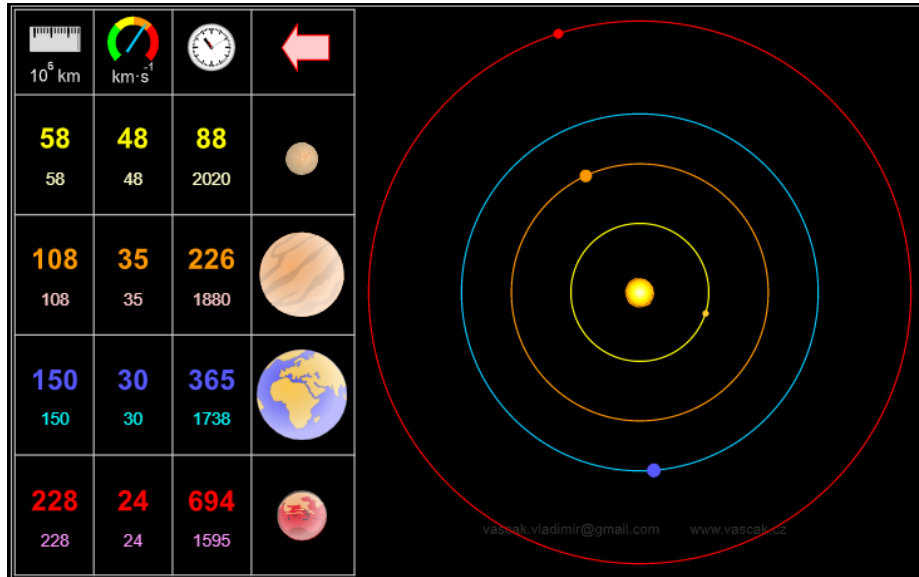 10⁶ km km·s⁻¹
58 48 88
58 48 2020
108 35 226
108 35 1880
150 30 365
150 30 1738
228 24 694
228 24 1595
vascak.vladimir@gmail.com www.vascak.cz